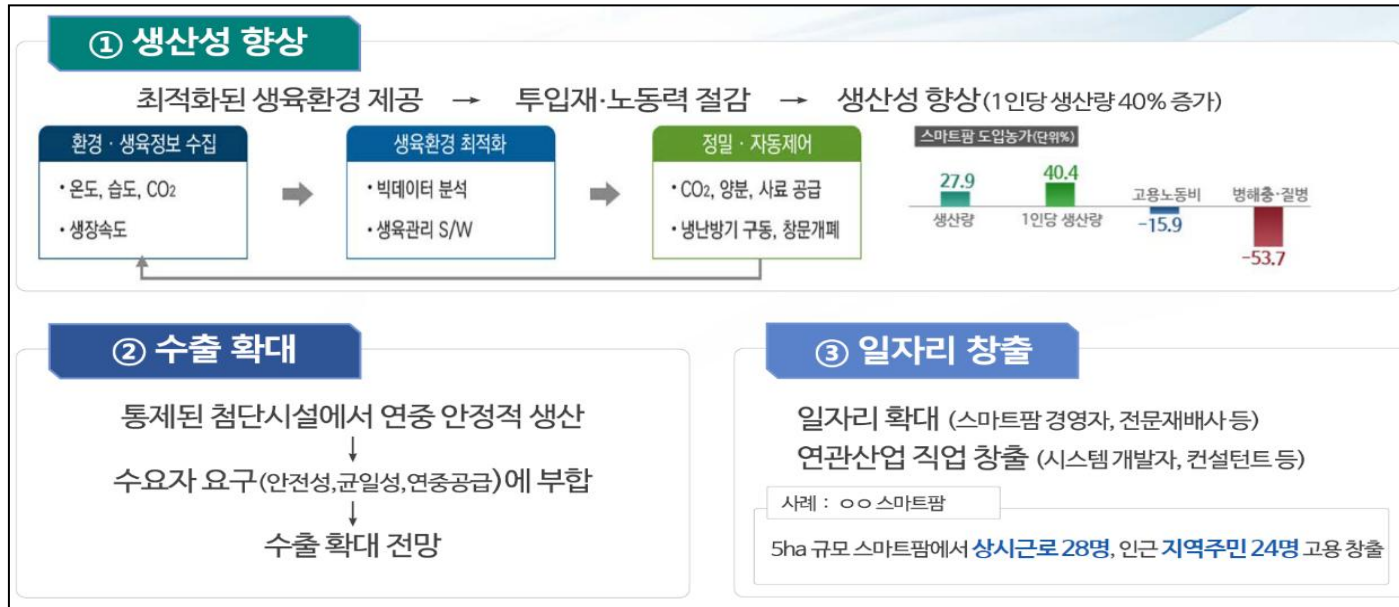 ① 생산성 향상
최적화된 생육환경 제공 → 투입재·노동력 절감 → 생산성 향상(1인당 생산량 40% 증가)
환경·생육정보 수집
• 온도, 습도, CO₂
• 생장속도
생육환경 최적화
• 빅데이터 분석
• 생육관리 S/W
정밀·자동제어
• CO₂, 양분, 사료 공급
• 냉난방기 구동, 창문개폐
스마트팜 도입농가(단위%)
27.9
생산량
40.4
1인당 생산량
고용노동비
-15.9
병해충·질병
-53.7
② 수출 확대
통제된 첨단시설에서 연중 안정적 생산
↓
수요자 요구(안전성,균일성,연중공급)에 부합
↓
수출 확대 전망
③ 일자리 창출
일자리 확대 (스마트팜 경영자, 전문재배사 등)
연관산업 직업 창출 (시스템 개발자, 컨설턴트 등)
사례 : ㅇㅇ 스마트팜
5ha 규모 스마트팜에서 상시근로 28명, 인근 지역주민 24명 고용 창출